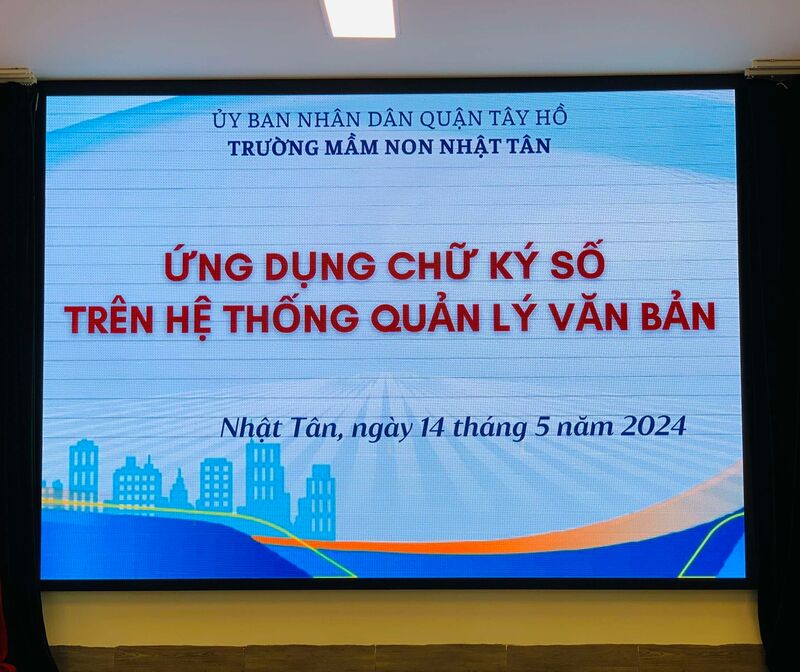 ỦY BAN NHÂN DÂN QUẬN TÂY HỒ
TRƯỜNG MẦM NON NHẬT TÂN
ỨNG DỤNG CHỮ KÝ SỐ
TRÊN HỆ THỐNG QUẢN LÝ VĂN BẢN
Nhật Tân, ngày 14 tháng 5 năm 2024